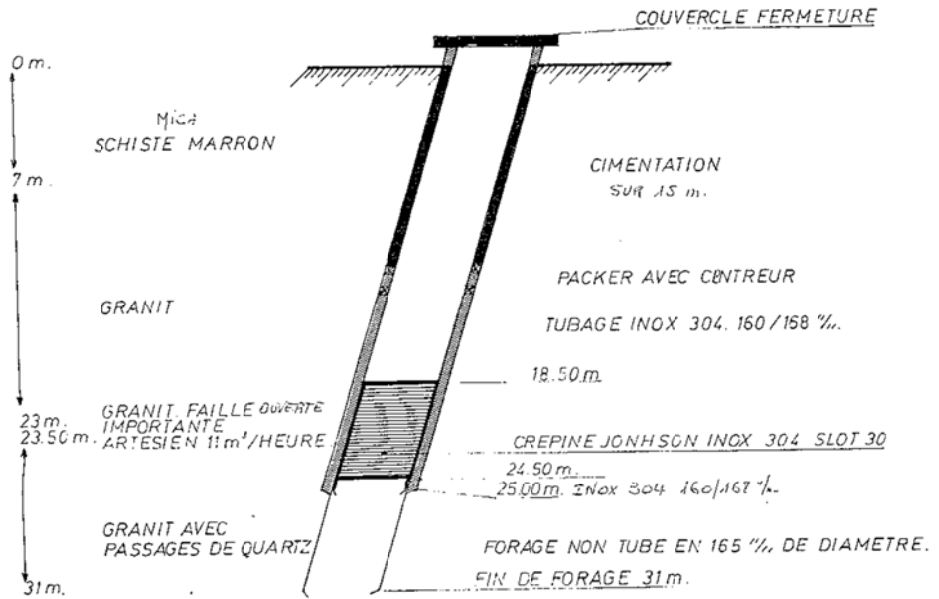 COUVERCLE FERMETURE
0 m.
MICA
SCHISTE MARRON
7 m.
CIMENTATION
SUR 15 m.
PACKER AVEC CENTREUR
GRANIT
TUBAGE INOX 304. 160/168 m/m.
18.50 m.
23 m.
23.50 m.
GRANIT. FAILLE OUVERTE
IMPORTANTE
ARTESIEN 11 m³/HEURE
CREPINE JONHSON INOX 304 SLOT 30
24.50 m.
25.00 m. INOX 304 160/167 m/m
GRANIT AVEC
PASSAGES DE QUARTZ
FORAGE NON TUBE EN 165 m/m DE DIAMETRE.
FIN DE FORAGE 31 m.
31 m.